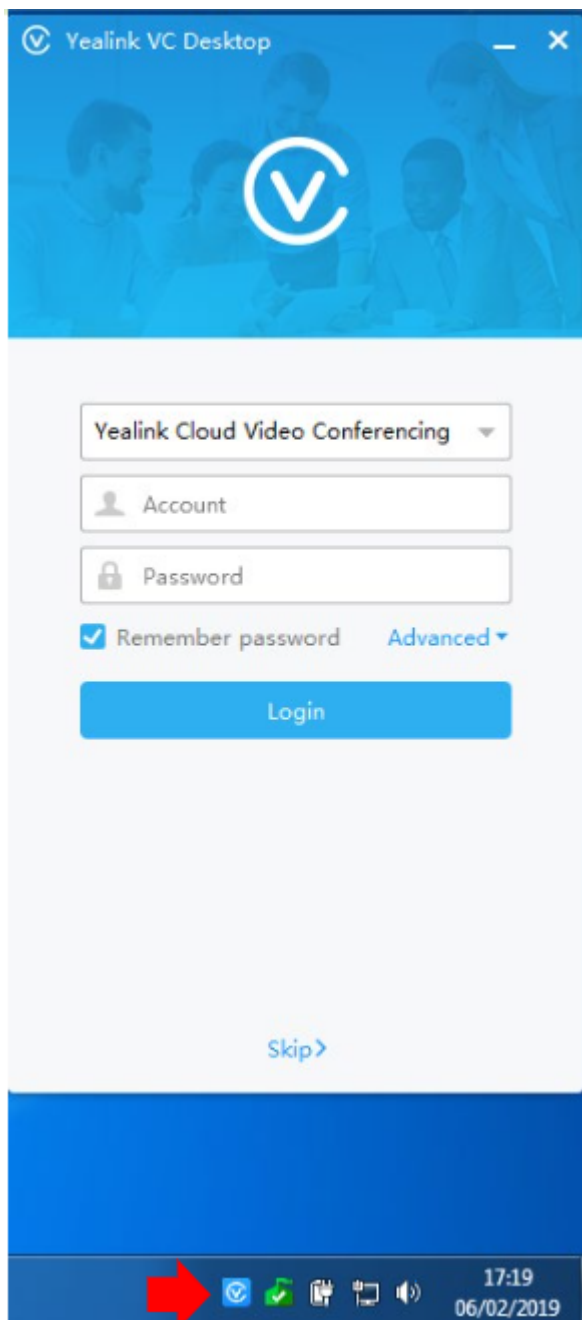 Yealink VC Desktop
Yealink Cloud Video Conferencing
Account
Password
Remember password Advanced
Login
Skip>
17:19
06/02/2019